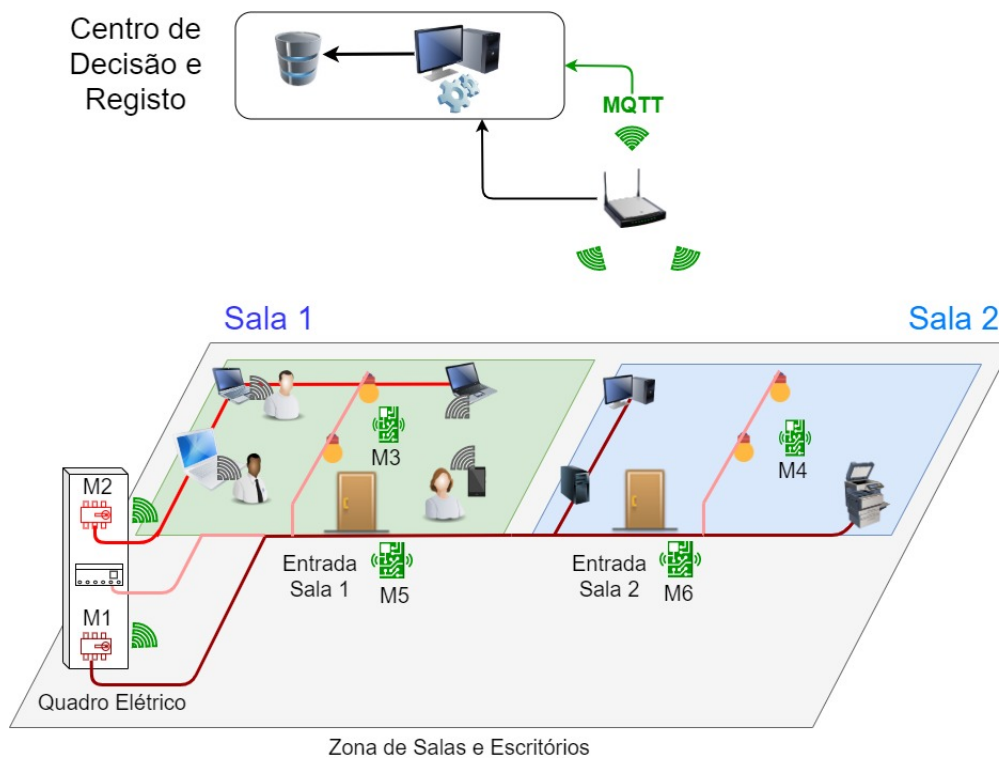 Centro de
Decisão e
Registo
MQTT
Sala 1
Sala 2
M3
M4
M2
Entrada
Sala 1
M5
Entrada
Sala 2
M6
M1
Quadro Elétrico
Zona de Salas e Escritórios